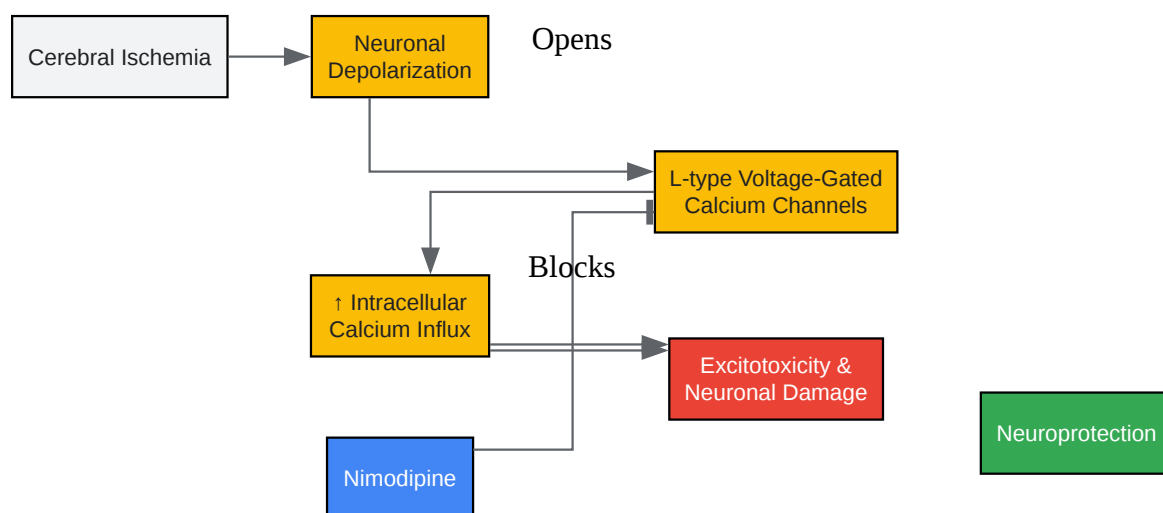 Cerebral Ischemia
Neuronal
Depolarization
Opens
L-type Voltage-Gated
Calcium Channels
Blocks
↑ Intracellular
Calcium Influx
Excitotoxicity &
Neuronal Damage
Neuroprotection
Nimodipine